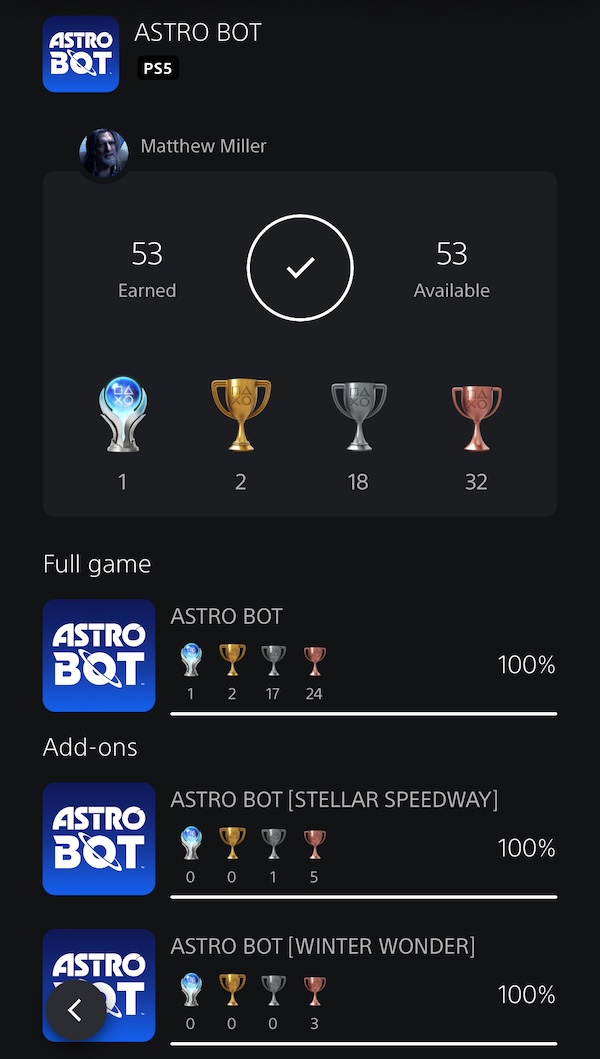 ASTRO BOT
ASTRO BOT
PS5
Matthew Miller
53
53
Earned
Available
1
2
18
32
Full game
ASTRO BOT
ASTRO BOT
1
2
17
24
100%
Add-ons
ASTRO BOT
ASTRO BOT [STELLAR SPEEDWAY]
0
0
1
5
100%
ASTRO BOT
ASTRO BOT [WINTER WONDER]
0
0
0
3
100%